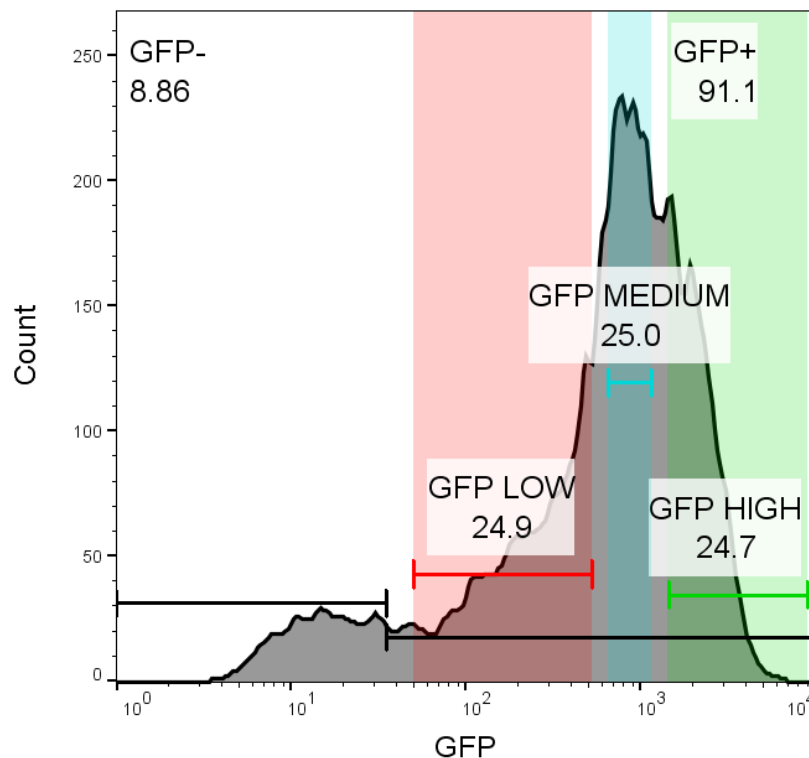 GFP-
8.86
GFP+
91.1
GFP MEDIUM
25.0
GFP LOW
24.9
GFP HIGH
24.7
250
200
150
100
50
0
Count
10⁰
10¹
10²
10³
10⁴
GFP